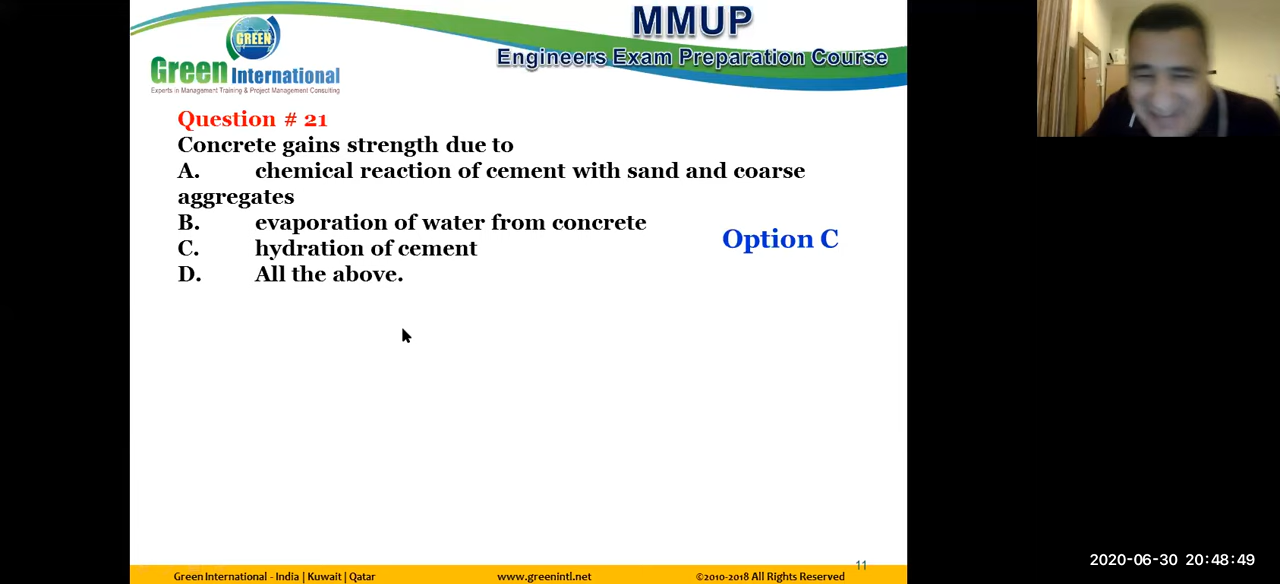 MMUP
Engineers Exam Preparation Course
GREEN
Green International
Experts in Management Training & Project Management Consulting
Question # 21
Concrete gains strength due to
A. chemical reaction of cement with sand and coarse
aggregates
B. evaporation of water from concrete
Option C
C. hydration of cement
D. All the above.
11
Green International - India | Kuwait | Qatar
www.greenintl.net
©2010-2018 All Rights Reserved
2020-06-30 20:48:49